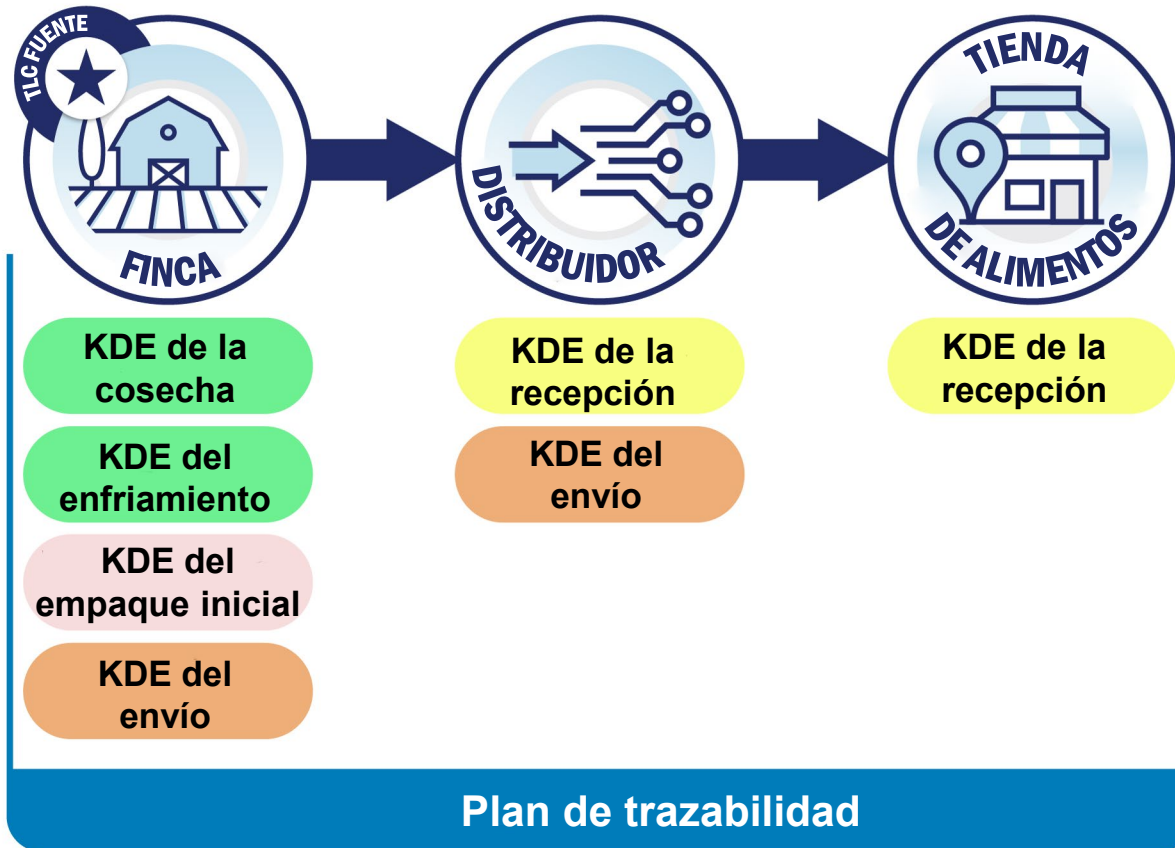 TLC FUENTE
FINCA
DISTRIBUIDOR
TIENDA
DE ALIMENTOS
KDE de la
cosecha
KDE del
enfriamiento
KDE del
empaque inicial
KDE del
envío
KDE de la
recepción
KDE del
envío
KDE de la
recepción
Plan de trazabilidad